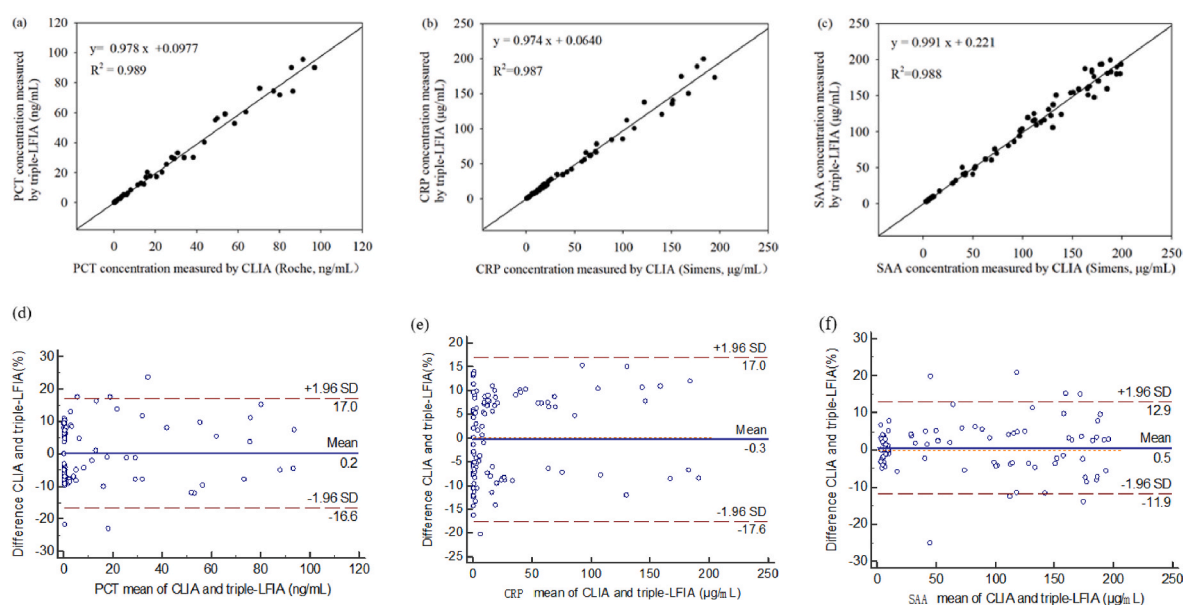 (a)
y= 0.978 x +0.0977
R² = 0.989
PCT concentration measured
by triple-LFIA (ng/mL)
120
100
80
60
40
20
0
0 20 40 60 80 100 120
PCT concentration measured by CLIA (Roche, ng/mL)
(b)
y = 0.974 x + 0.0640
R²=0.987
CRP concentration measured
by triple-LFIA (μg/mL)
250
200
150
100
50
0
0 50 100 150 200 250
CRP concentration measured by CLIA (Simens, μg/mL)
(c)
y = 0.991 x + 0.221
R²=0.988
SAA concentration measured
by triple-LFIA (μg/mL)
250
200
150
100
50
0
0 50 100 150 200 250
SAA concentration measured by CLIA (Simens, μg/mL)
(d)
Difference CLIA and triple-LFIA(%)
30
20
10
0
-10
-20
-30
+1.96 SD
17.0
Mean
0.2
-1.96 SD
-16.6
0 20 40 60 80 100 120
PCT mean of CLIA and triple-LFIA (ng/mL)
(e)
Difference CLIA and triple-LFIA(%)
20
15
10
5
0
-5
-10
-15
-20
-25
+1.96 SD
17.0
Mean
-0.3
-1.96 SD
-17.6
0 50 100 150 200 250
CRP mean of CLIA and triple-LFIA (μg/mL)
(f)
Difference CLIA and triple-LFIA(%)
30
20
10
0
-10
-20
-30
+1.96 SD
12.9
Mean
0.5
-1.96 SD
-11.9
0 50 100 150 200 250
SAA mean of CLIA and triple-LFIA (μg/mL)